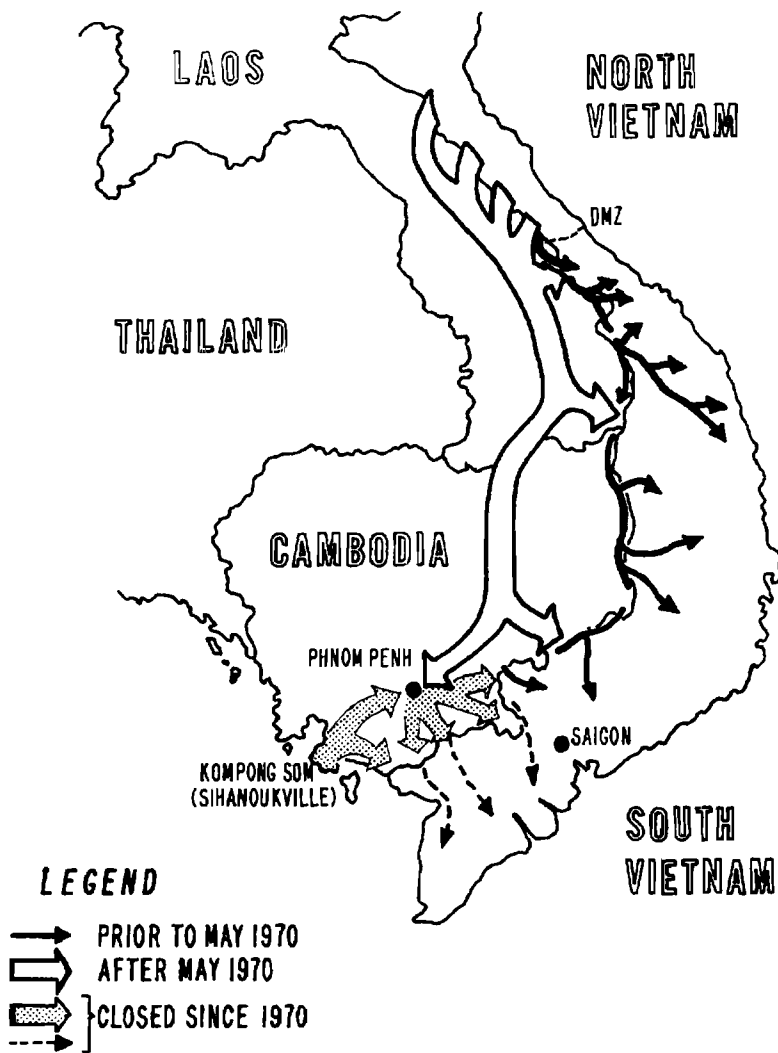 LAOS
NORTH
VIETNAM
DMZ
THAILAND
CAMBODIA
PHNOM PENH
SAIGON
KOMPONG SOM
(SIHANOUKVILLE)
SOUTH
VIETNAM
LEGEND
PRIOR TO MAY 1970
AFTER MAY 1970
CLOSED SINCE 1970